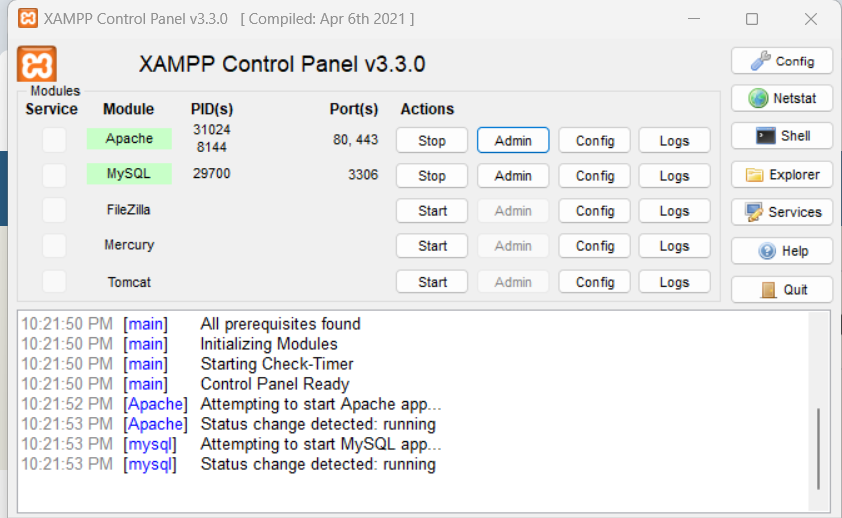 XAMPP Control Panel v3.3.0 [ Compiled: Apr 6th 2021 ]
XAMPP Control Panel v3.3.0
Config
Modules
Service Module PID(s) Port(s) Actions
Netstat
Apache 31024 8144 80, 443 Stop Admin Config Logs
Shell
MySQL 29700 3306 Stop Admin Config Logs
Explorer
FileZilla Start Admin Config Logs
Services
Mercury Start Admin Config Logs
Help
Tomcat Start Admin Config Logs
Quit
10:21:50 PM [main] All prerequisites found
10:21:50 PM [main] Initializing Modules
10:21:50 PM [main] Starting Check-Timer
10:21:50 PM [main] Control Panel Ready
10:21:52 PM [Apache] Attempting to start Apache app...
10:21:53 PM [Apache] Status change detected: running
10:21:53 PM [mysql] Attempting to start MySQL app...
10:21:53 PM [mysql] Status change detected: running